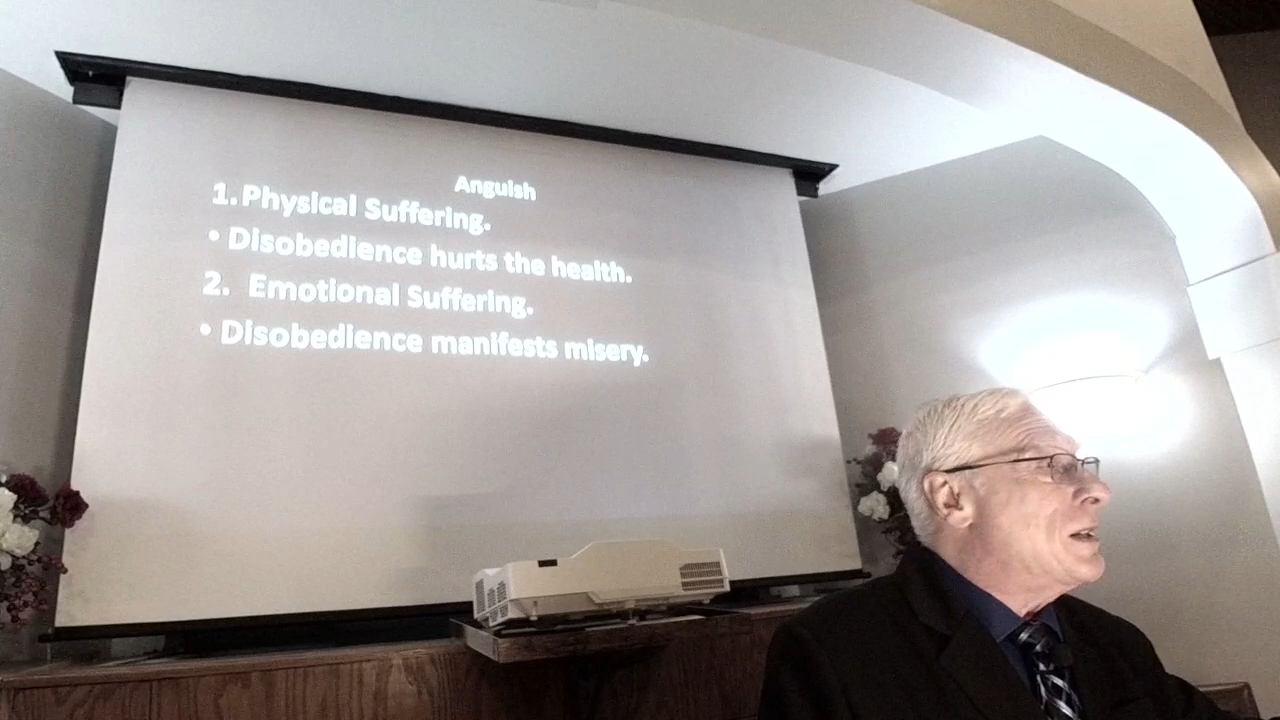 Anguish
1. Physical Suffering.
• Disobedience hurts the health.
2. Emotional Suffering.
• Disobedience manifests misery.